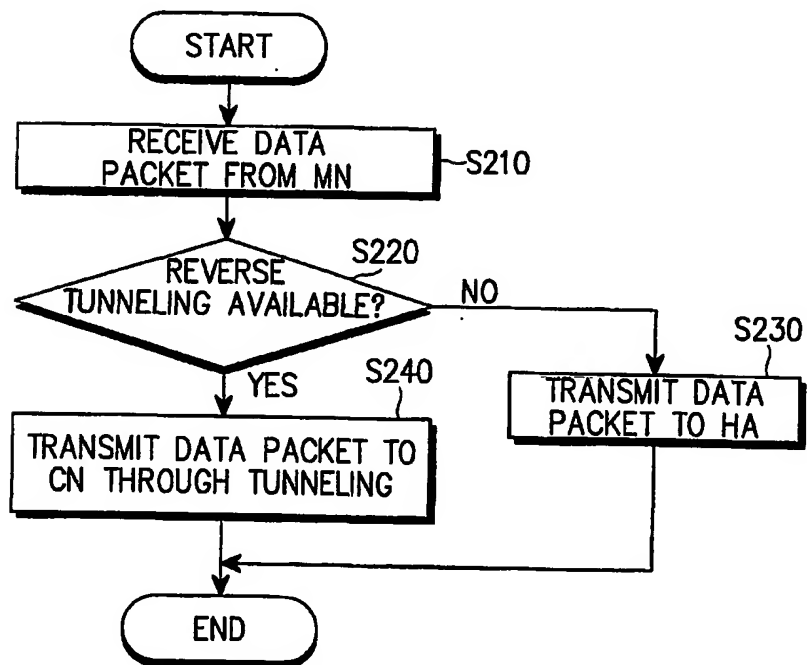 START
RECEIVE DATA
PACKET FROM MN
S210
S220
REVERSE
TUNNELING AVAILABLE?
NO
YES
S230
TRANSMIT DATA
PACKET TO HA
S240
TRANSMIT DATA PACKET TO
CN THROUGH TUNNELING
END